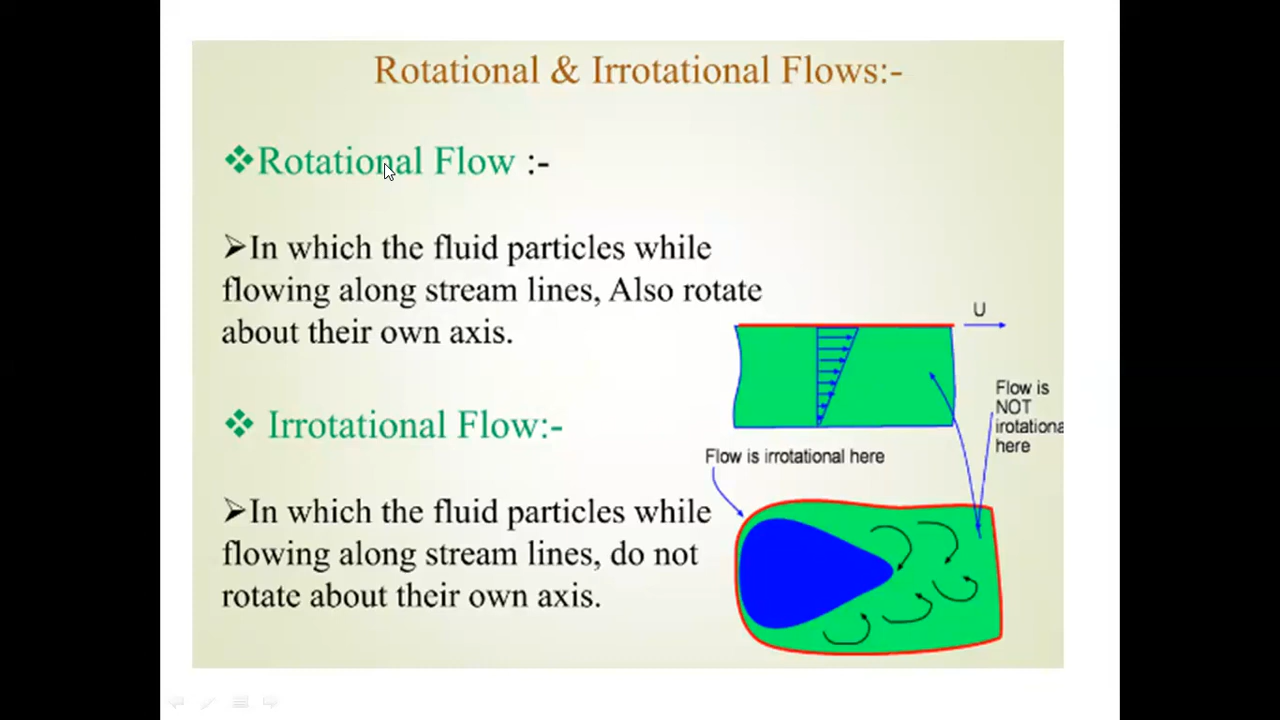 Rotational & Irrotational Flows:-
❖Rotational Flow :-
➢In which the fluid particles while
flowing along stream lines, Also rotate
about their own axis.
❖ Irrotational Flow:-
➢In which the fluid particles while
flowing along stream lines, do not
rotate about their own axis.
U
Flow is
NOT
irotationa
here
Flow is irrotational here